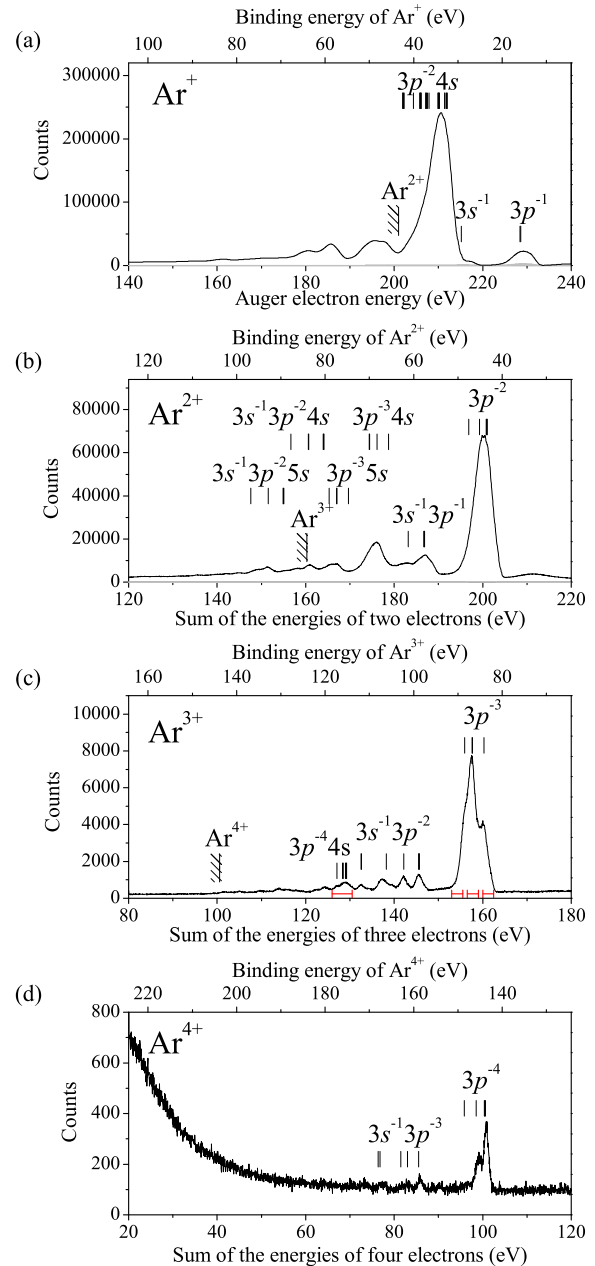 Binding energy of Ar⁺ (eV)
(a)
100 80 60 40 20
300000
200000
100000
0
Counts
Ar⁺
3p⁻²4s
Ar²⁺
3s⁻¹
3p⁻¹
140 160 180 200 220 240
Auger electron energy (eV)
Binding energy of Ar²⁺ (eV)
(b)
120 100 80 60 40
80000
60000
40000
20000
0
Counts
Ar²⁺
3p⁻²
3s⁻¹3p⁻²4s
3p⁻³4s
3s⁻¹3p⁻²5s
3p⁻³5s
Ar³⁺
3s⁻¹3p⁻¹
120 140 160 180 200 220
Sum of the energies of two electrons (eV)
Binding energy of Ar³⁺ (eV)
(c)
160 140 120 100 80
10000
8000
6000
4000
2000
0
Counts
Ar³⁺
3p⁻³
Ar⁴⁺
3p⁻⁴4s
3s⁻¹ 3p⁻²
80 100 120 140 160 180
Sum of the energies of three electrons (eV)
Binding energy of Ar⁴⁺ (eV)
(d)
220 200 180 160 140
800
600
400
200
0
Counts
Ar⁴⁺
3p⁻⁴
3s⁻¹ 3p⁻³
20 40 60 80 100 120
Sum of the energies of four electrons (eV)